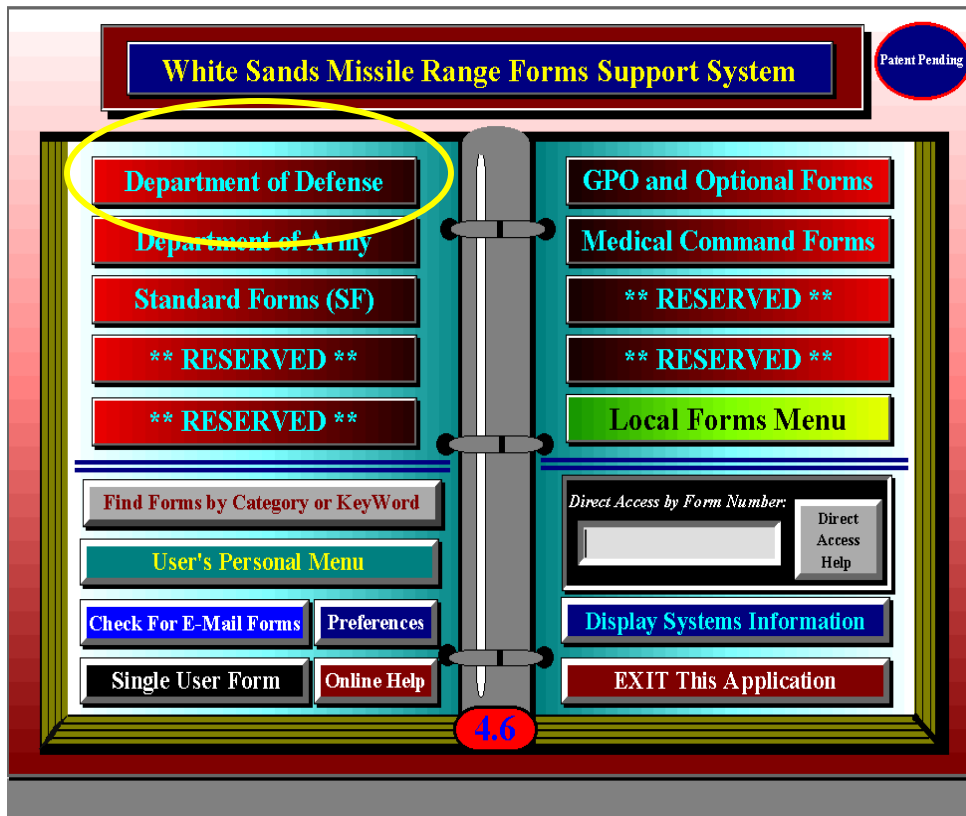 White Sands Missile Range Forms Support System
Patent Pending
Department of Defense
Department of Army
Standard Forms (SF)
** RESERVED **
** RESERVED **
GPO and Optional Forms
Medical Command Forms
** RESERVED **
** RESERVED **
Local Forms Menu
Find Forms by Category or KeyWord
User's Personal Menu
Check For E-Mail Forms
Preferences
Single User Form
Online Help
Direct Access by Form Number:
Direct
Access
Help
Display Systems Information
EXIT This Application
4.6